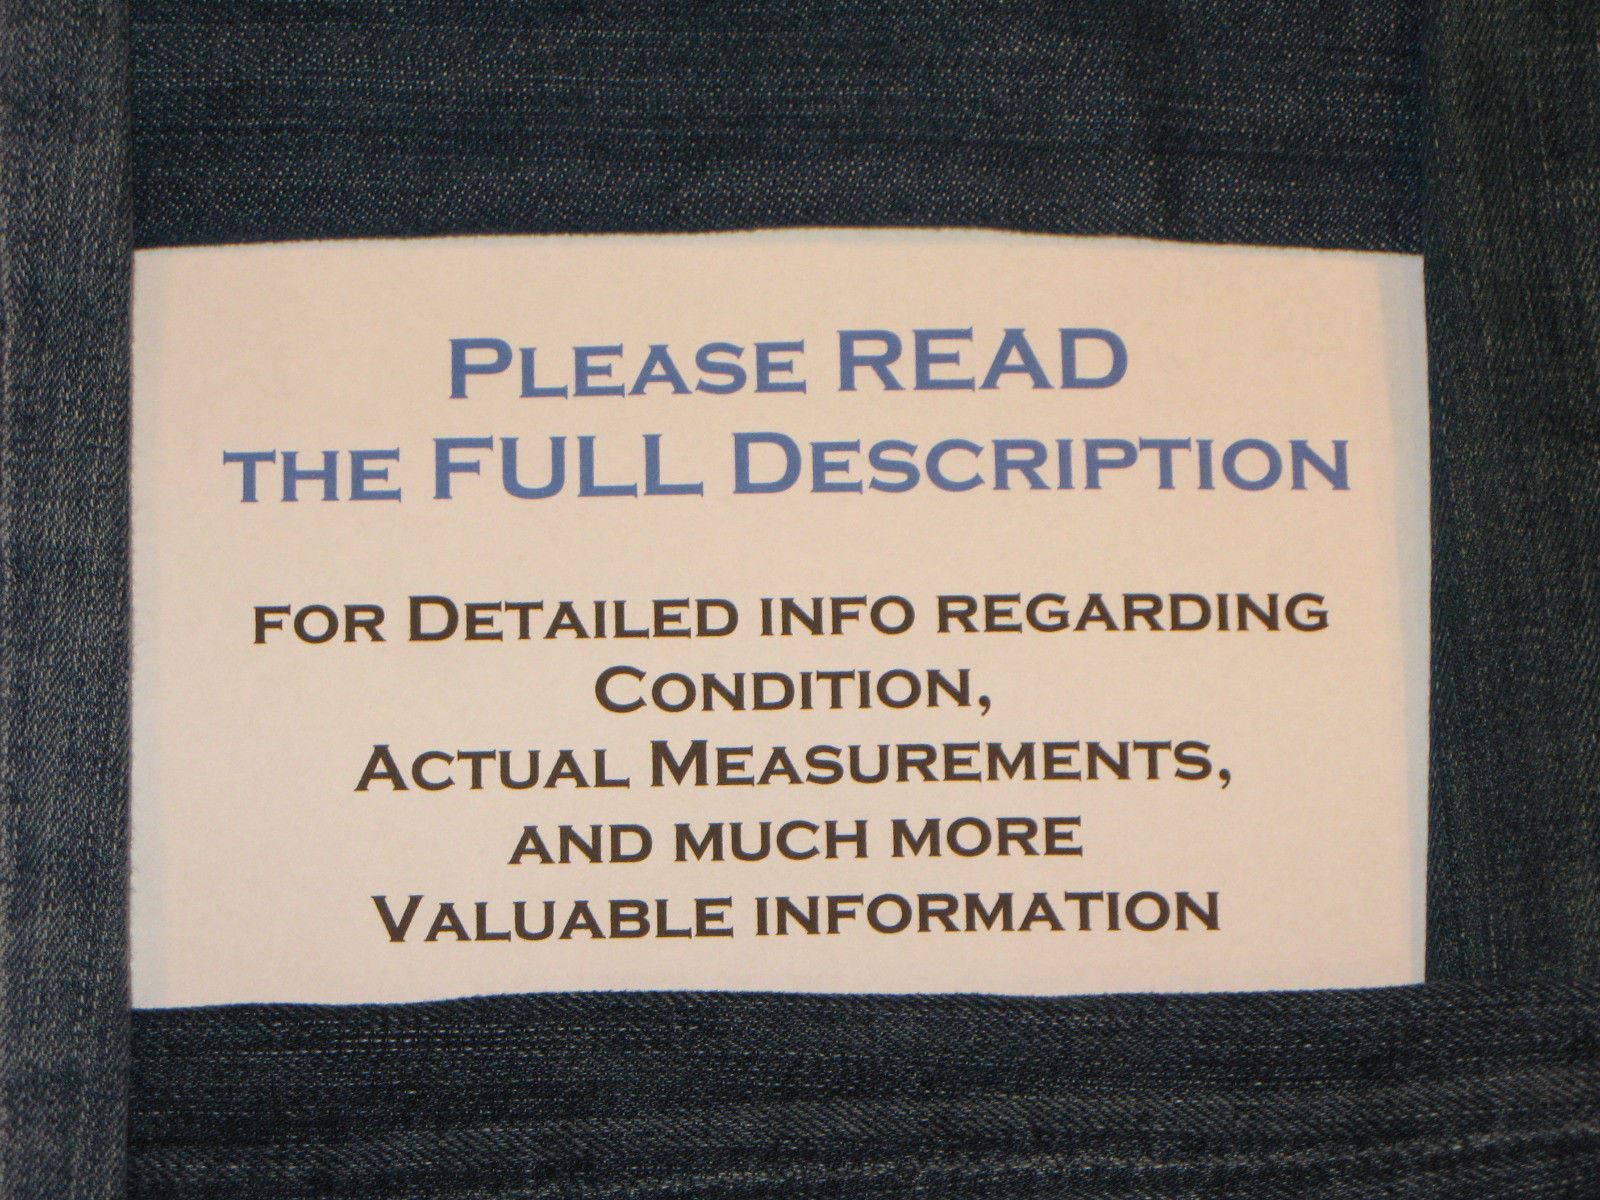 Please READ
the FULL Description
for Detailed info regarding
Condition,
Actual Measurements,
and much more
Valuable information